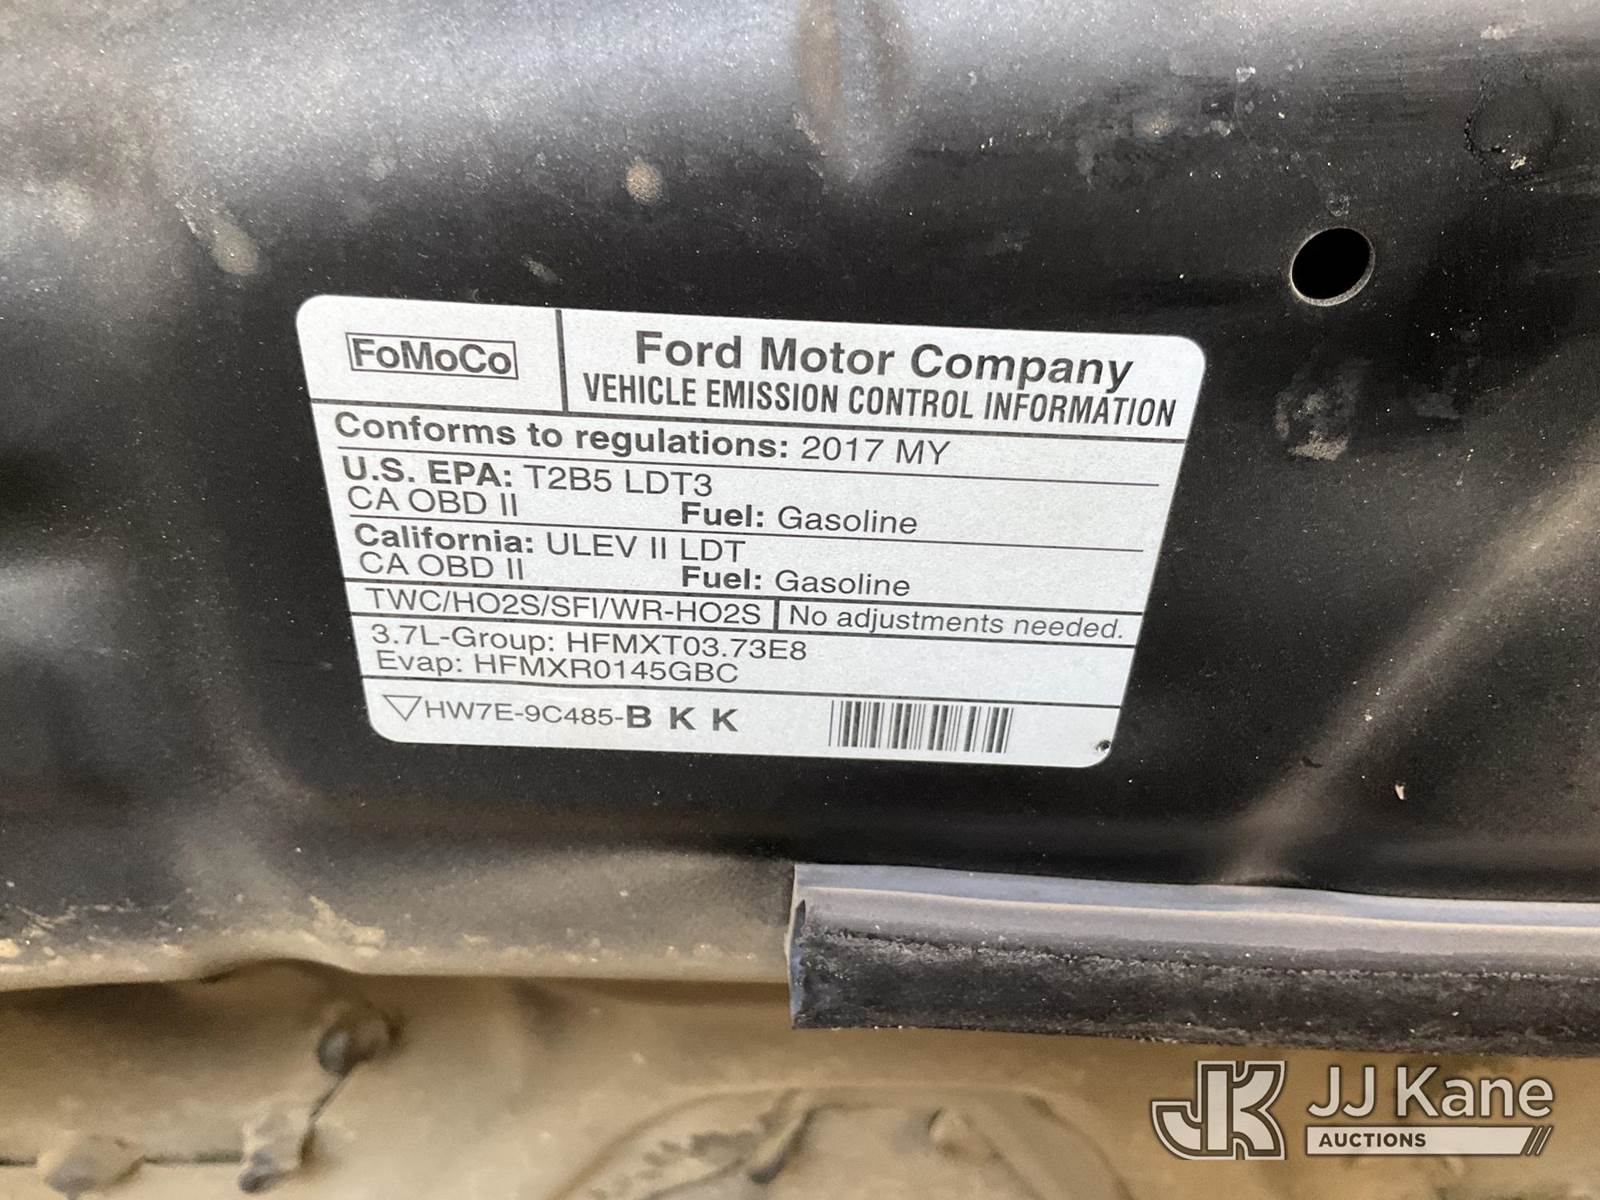 FoMoCo
Ford Motor Company
VEHICLE EMISSION CONTROL INFORMATION
Conforms to regulations: 2017 MY
U.S. EPA: T2B5 LDT3
CA OBD II Fuel: Gasoline
California: ULEV II LDT
CA OBD II Fuel: Gasoline
TWC/HO2S/SFI/WR-HO2S No adjustments needed.
3.7L-Group: HFMXT03.73E8
Evap: HFMXR0145GBC
HW7E-9C485-B K K
JK JJ Kane
AUCTIONS